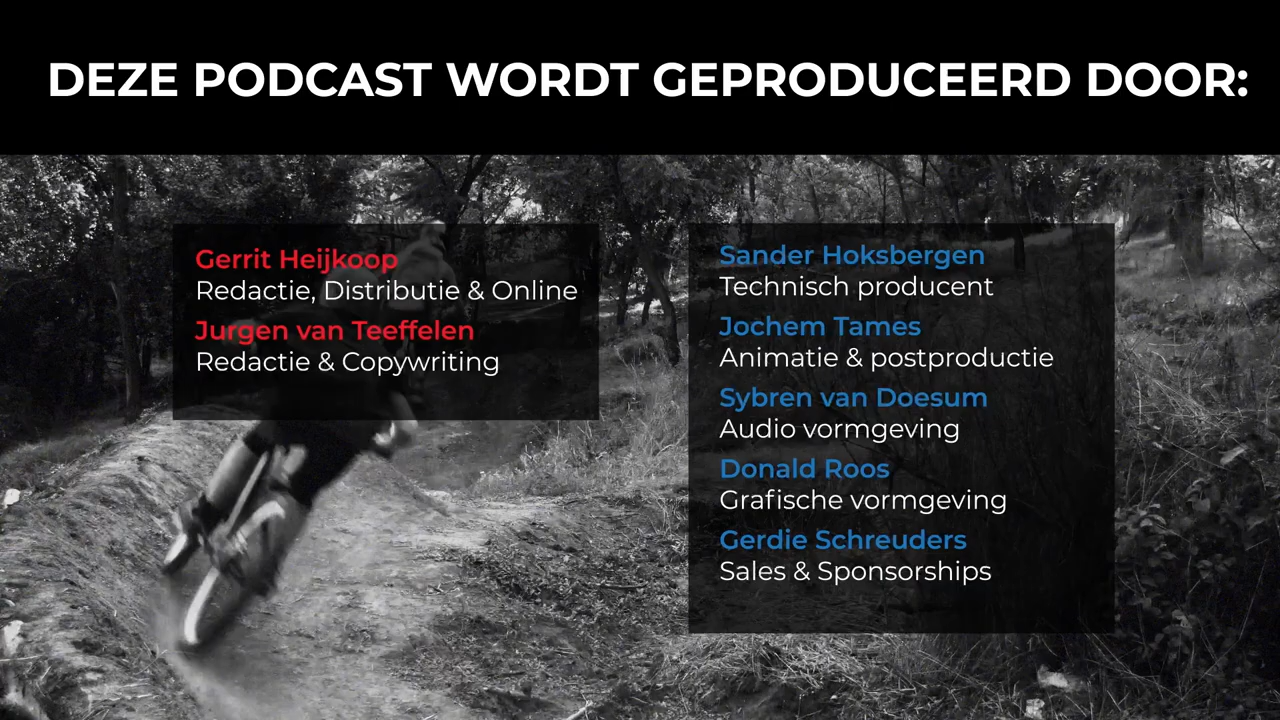 DEZE PODCAST WORDT GEPRODUCEERD DOOR:
Gerrit Heijkoop
Redactie, Distributie & Online
Jurgen van Teeffelen
Redactie & Copywriting
Sander Hoksbergen
Technisch producent
Jochem Tames
Animatie & postproductie
Sybren van Doesum
Audio vormgeving
Donald Roos
Grafische vormgeving
Gerdie Schreuders
Sales & Sponsorships